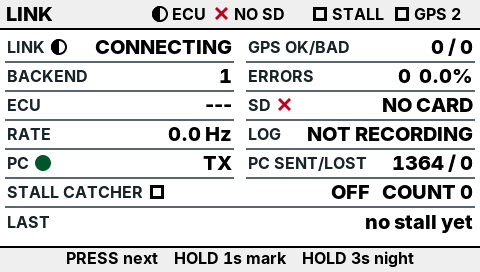 LINK ECU NO SD STALL GPS 2
LINK CONNECTING GPS OK/BAD 0 / 0
BACKEND 1 ERRORS 0 0.0%
ECU --- SD NO CARD
RATE 0.0 Hz LOG NOT RECORDING
PC TX PC SENT/LOST 1364 / 0
STALL CATCHER OFF COUNT 0
LAST no stall yet
PRESS next HOLD 1s mark HOLD 3s night